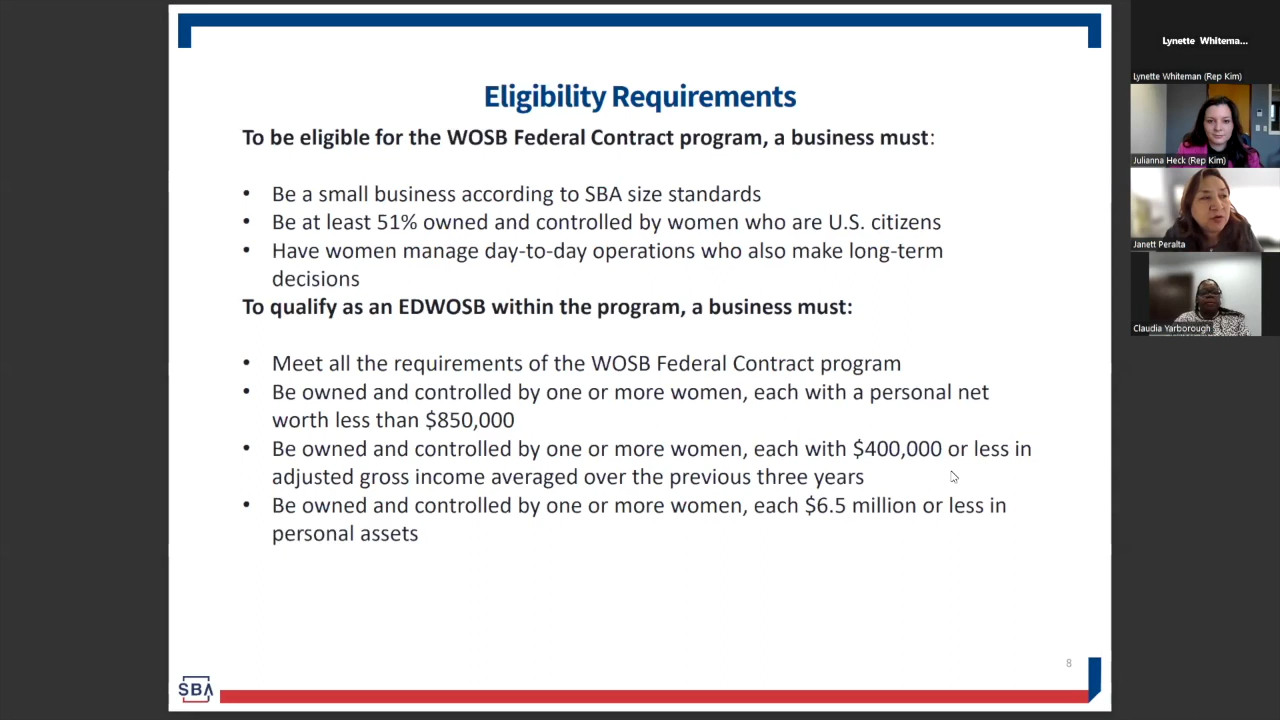 Eligibility Requirements
To be eligible for the WOSB Federal Contract program, a business must:
• Be a small business according to SBA size standards
• Be at least 51% owned and controlled by women who are U.S. citizens
• Have women manage day-to-day operations who also make long-term
decisions
To qualify as an EDWOSB within the program, a business must:
• Meet all the requirements of the WOSB Federal Contract program
• Be owned and controlled by one or more women, each with a personal net
worth less than $850,000
• Be owned and controlled by one or more women, each with $400,000 or less in
adjusted gross income averaged over the previous three years
• Be owned and controlled by one or more women, each $6.5 million or less in
personal assets
8
SBA
Lynette Whitema...
Lynette Whiteman (Rep Kim)
Julianna Heck (Rep Kim)
Janett Peralta
Claudia Yarborough